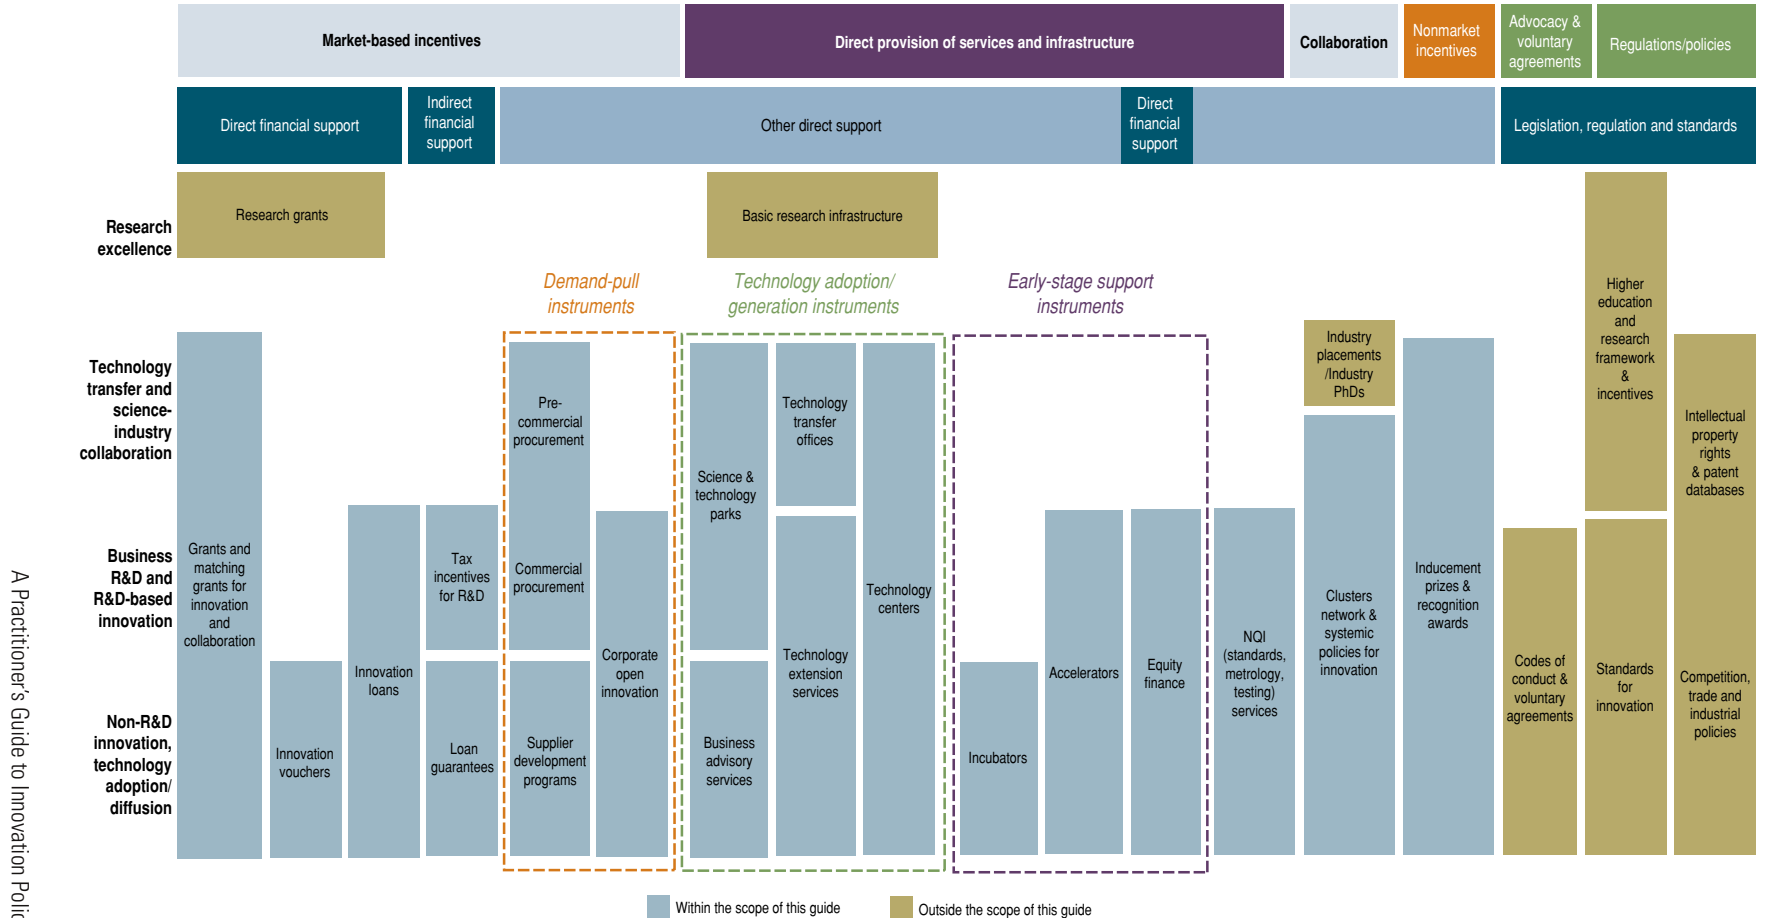 Market-based incentives
Direct provision of services and infrastructure
Collaboration
Nonmarket
incentives
Advocacy &
voluntary
agreements
Regulations/policies
Direct financial support
Indirect
financial
support
Other direct support
Direct
financial
support
Legislation, regulation and standards
Research
excellence
Research grants
Basic research infrastructure
Demand-pull
instruments
Technology adoption/
generation instruments
Early-stage support
instruments
Technology
transfer and
science-
industry
collaboration
Business
R&D and
R&D-based
innovation
Non-R&D
innovation,
technology
adoption/
diffusion
Grants and
matching
grants for
innovation
and
collaboration
Innovation
vouchers
Innovation
loans
Tax
incentives
for R&D
Loan
guarantees
Pre-
commercial
procurement
Commercial
procurement
Supplier
development
programs
Corporate
open
innovation
Science &
technology
parks
Business
advisory
services
Technology
transfer
offices
Technology
extension
services
Technology
centers
Incubators
Accelerators
Equity
finance
NQI
(standards,
metrology,
testing)
services
Industry
placements
/Industry
PhDs
Clusters
network &
systemic
policies for
innovation
Inducement
prizes &
recognition
awards
Codes of
conduct &
voluntary
agreements
Higher
education
and
research
framework
&
incentives
Standards
for
innovation
Intellectual
property
rights
& patent
databases
Competition,
trade and
industrial
policies
Within the scope of this guide
Outside the scope of this guide
A Practitioner's Guide to Innovation